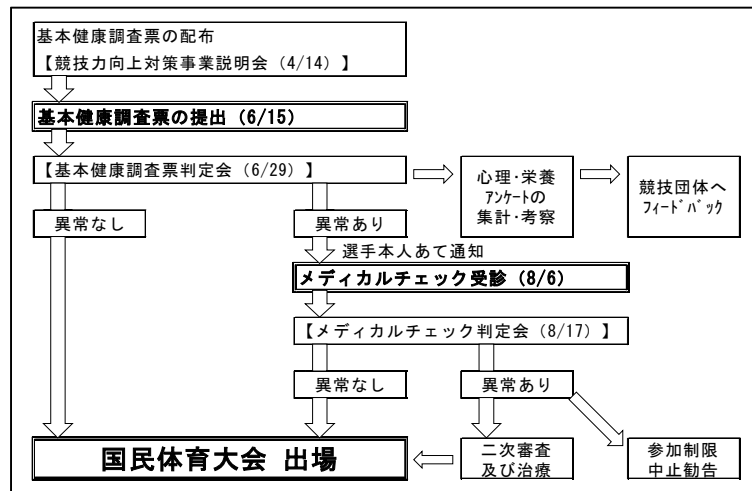 基本健康調査票の配布
【競技力向上対策事業説明会（4/14）】
基本健康調査票の提出（6/15）
【基本健康調査票判定会（6/29）】
心理・栄養
ｱﾝｹｰﾄの
集計・考察
競技団体へ
ﾌｨｰﾄﾞﾊﾞｯｸ
異常なし
異常あり
選手本人あて通知
メディカルチェック受診（8/6）
【メディカルチェック判定会（8/17）】
異常なし
異常あり
国民体育大会 出場
二次審査
及び治療
参加制限
中止勧告